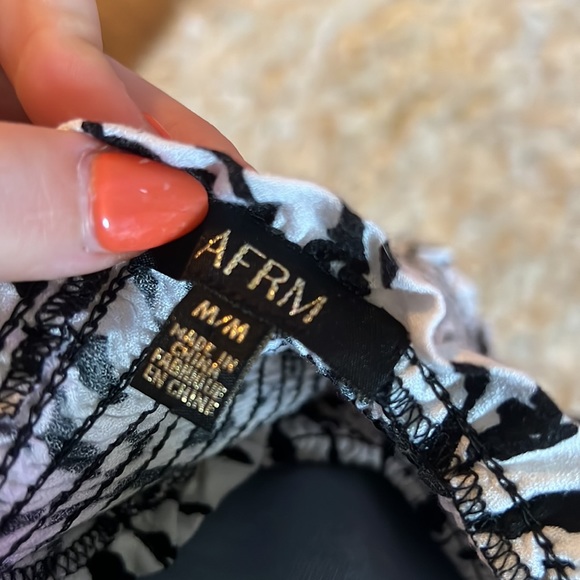 AFRM
M/M
MADE IN
CHINA
FABRIQUÉ
EN CHINE